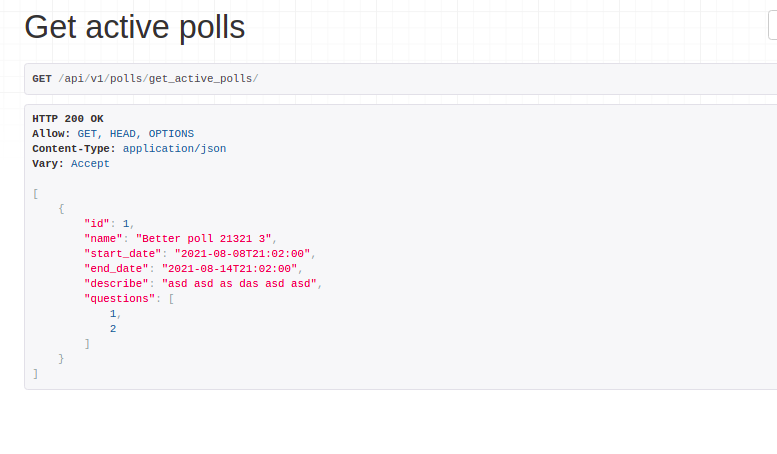 Get active polls
GET /api/v1/polls/get_active_polls/
HTTP 200 OK
Allow: GET, HEAD, OPTIONS
Content-Type: application/json
Vary: Accept
[
    {
        "id": 1,
        "name": "Better poll 21321 3",
        "start_date": "2021-08-08T21:02:00",
        "end_date": "2021-08-14T21:02:00",
        "describe": "asd asd as das asd asd",
        "questions": [
            1,
            2
        ]
    }
]